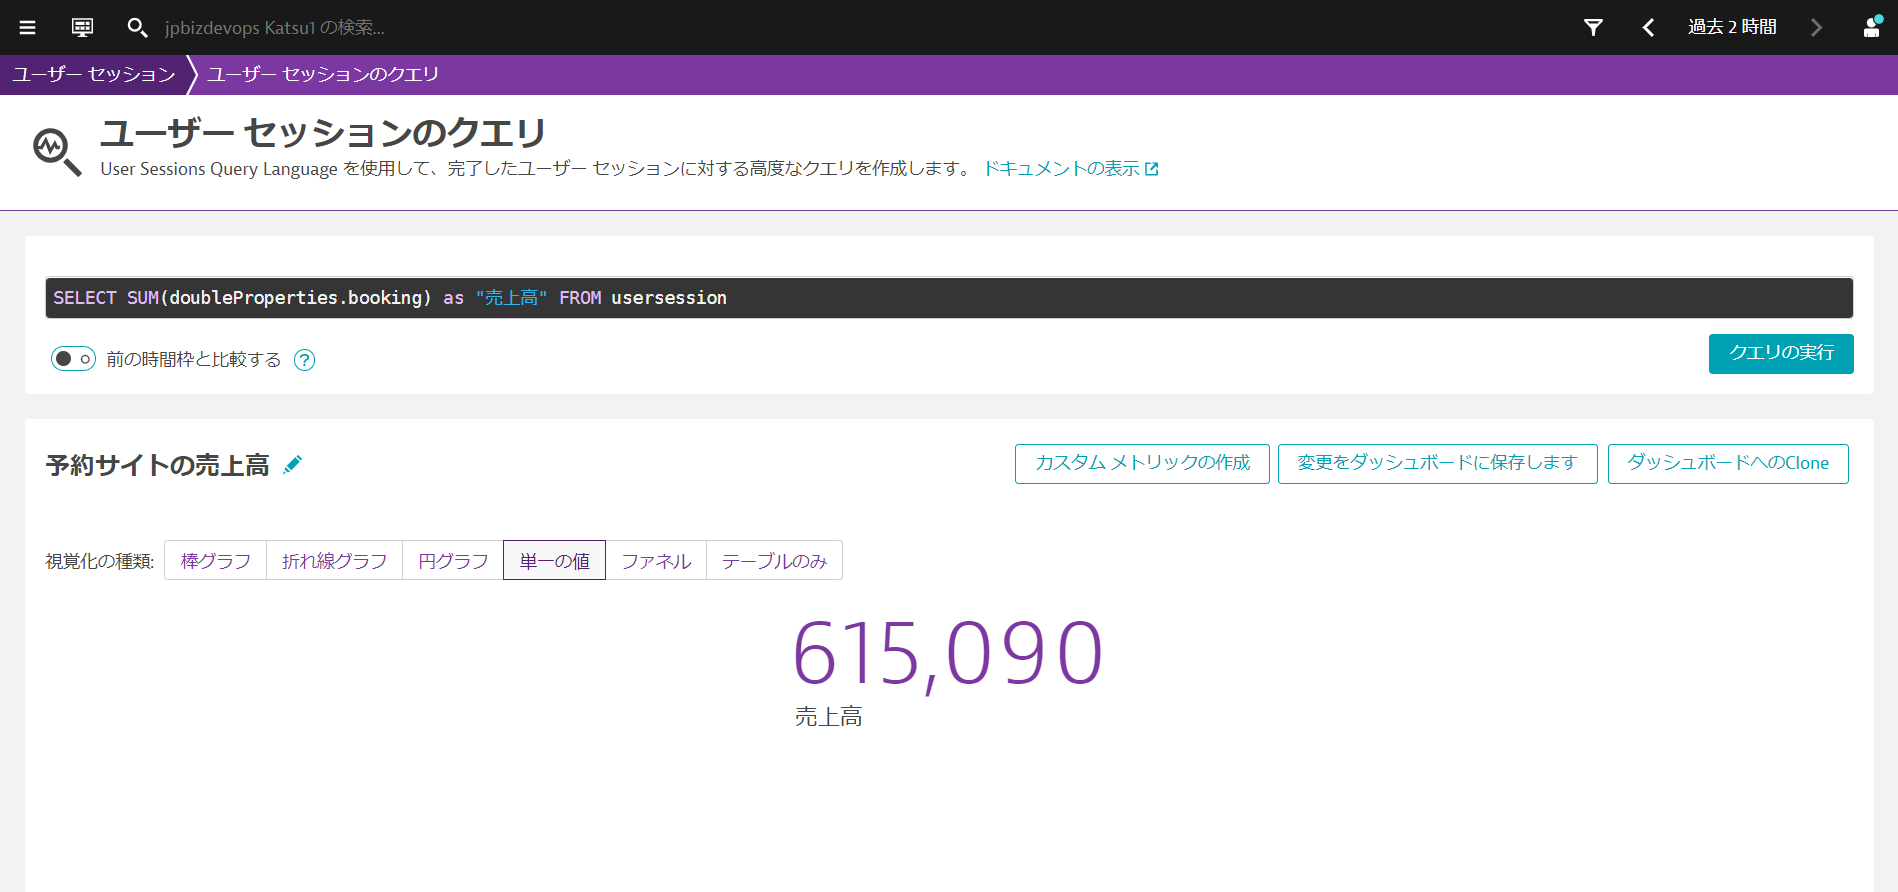 jpbizdevops Katsu1 の検索...
過去 2 時間
ユーザー セッション
ユーザー セッションのクエリ
ユーザー セッションのクエリ
User Sessions Query Language を使用して、完了したユーザー セッションに対する高度なクエリを作成します。 ドキュメントの表示
SELECT SUM(doubleProperties.booking) as "売上高" FROM usersession
前の時間枠と比較する ?
クエリの実行
予約サイトの売上高
カスタム メトリックの作成
変更をダッシュボードに保存します
ダッシュボードへのClone
視覚化の種類: 棒グラフ 折れ線グラフ 円グラフ 単一の値 ファネル テーブルのみ
615,090
売上高